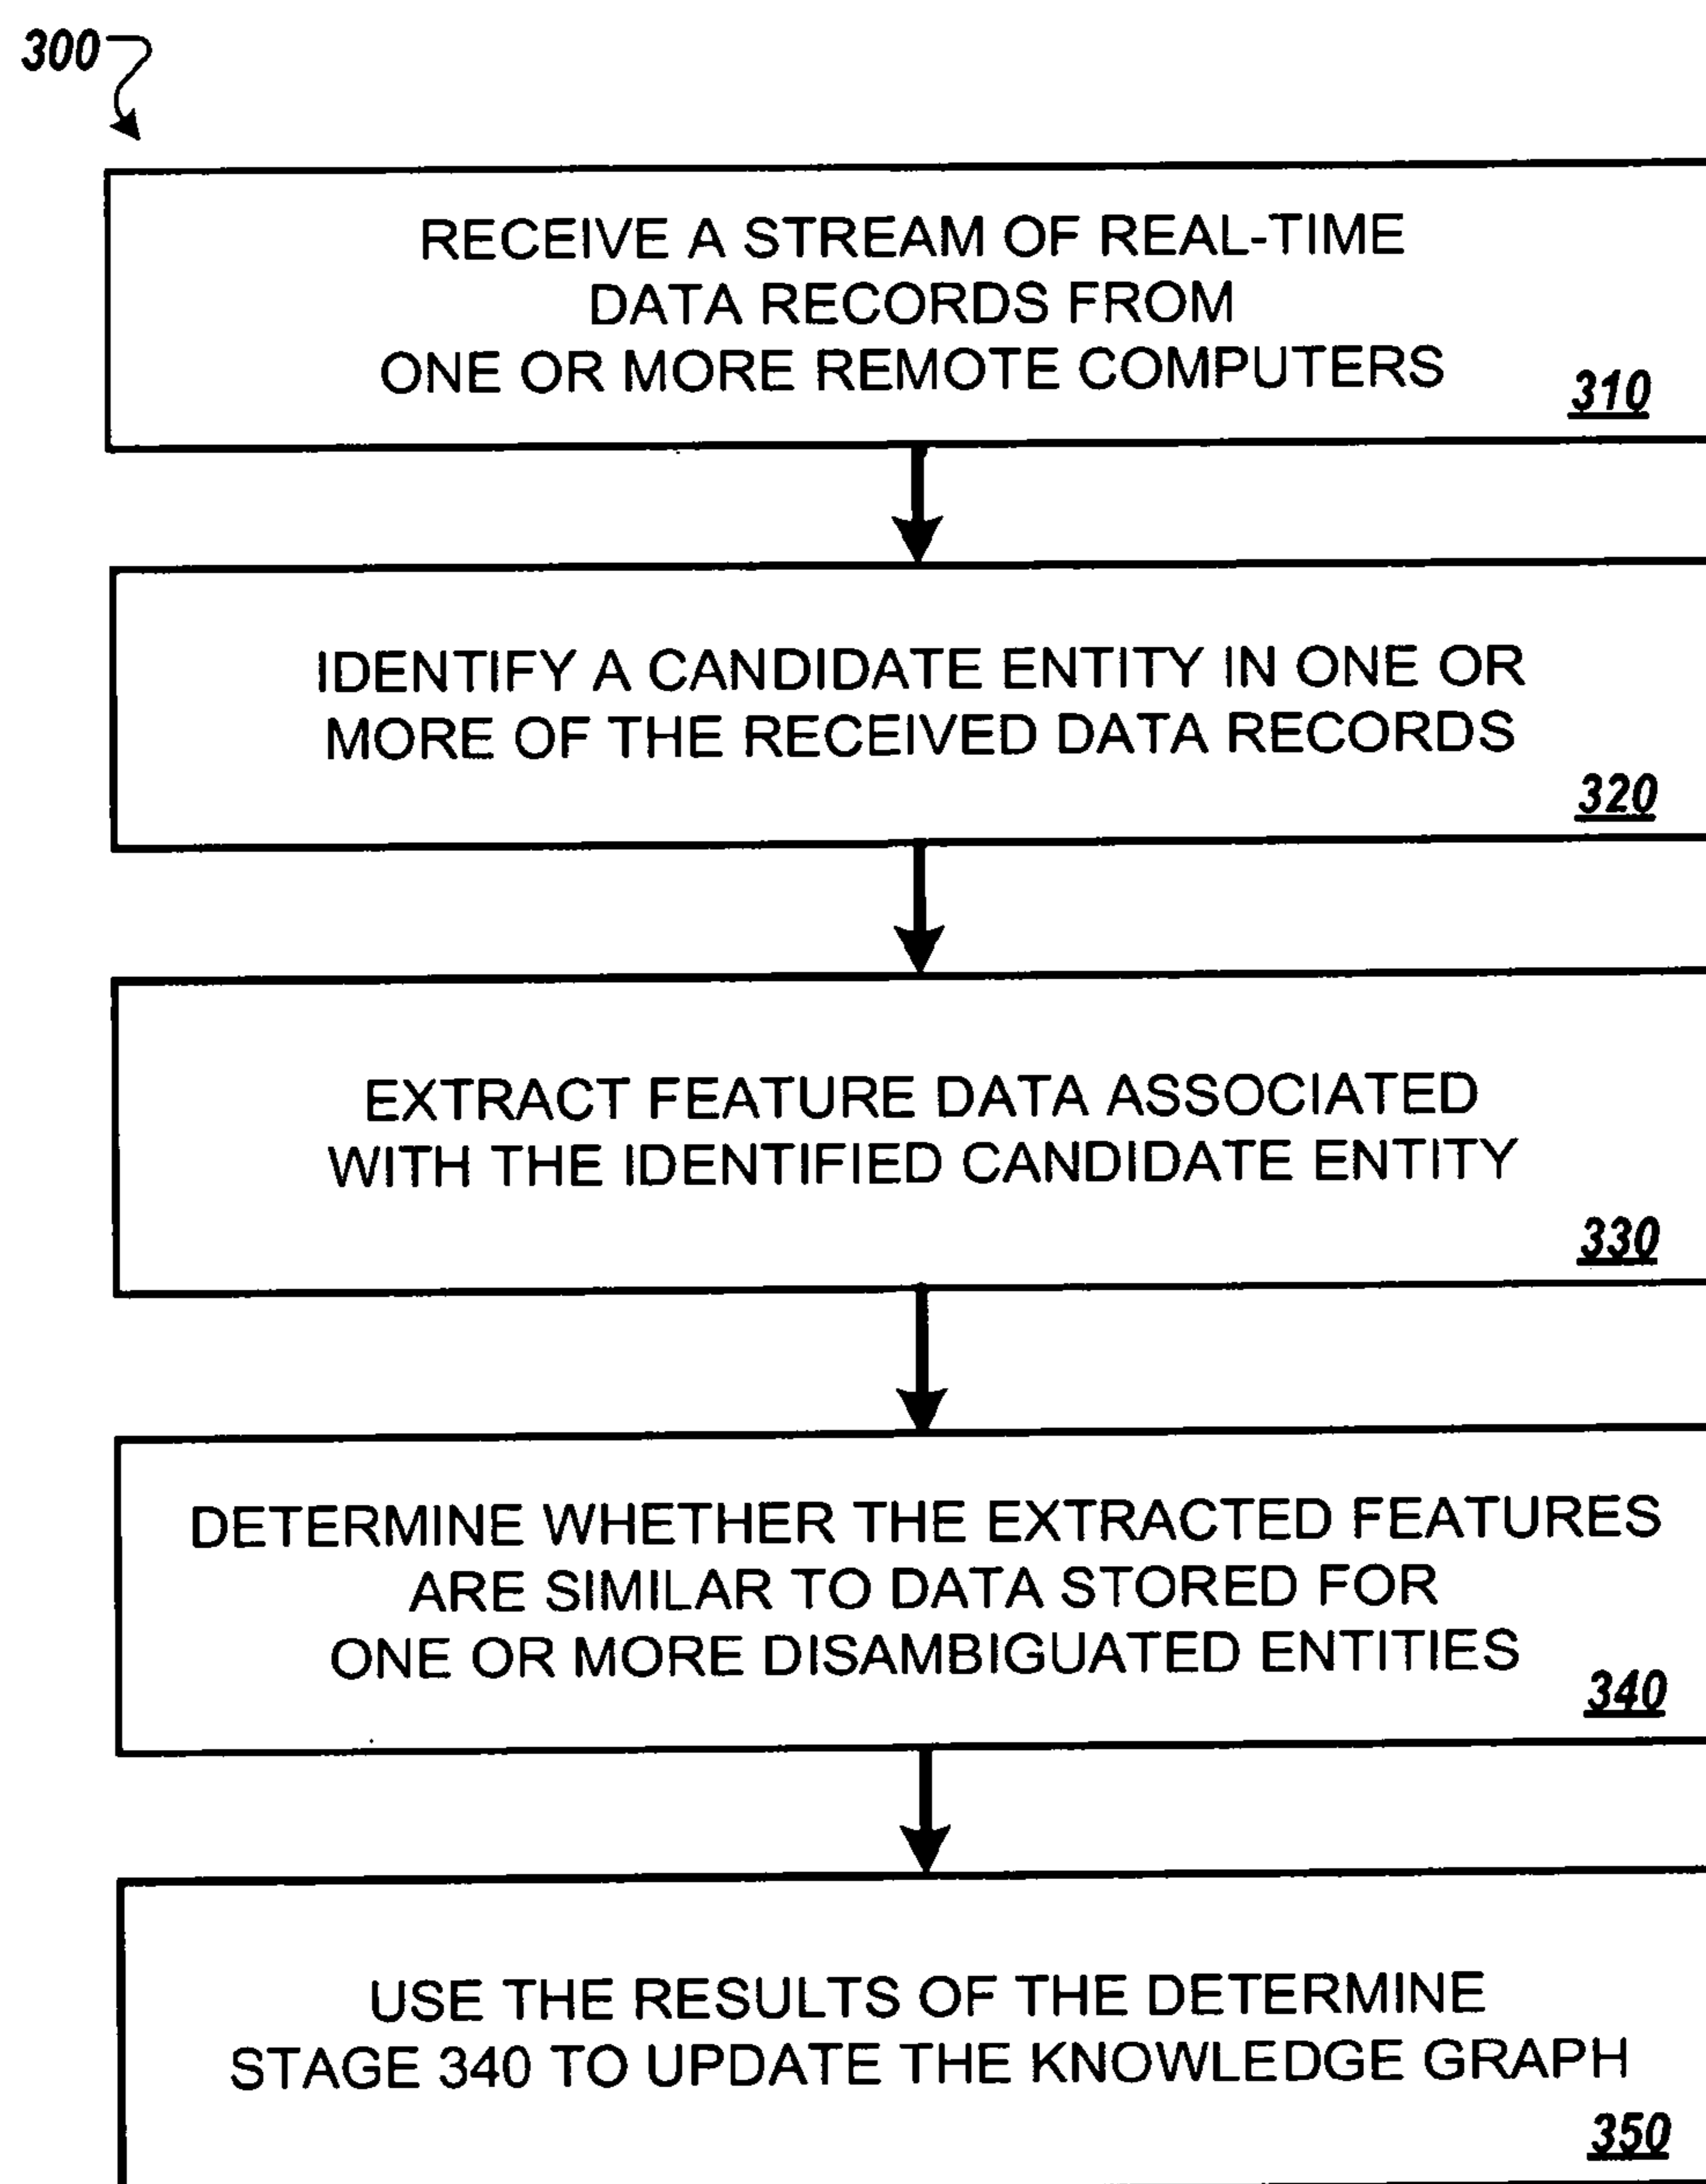 300
RECEIVE A STREAM OF REAL-TIME
DATA RECORDS FROM
ONE OR MORE REMOTE COMPUTERS
310
IDENTIFY A CANDIDATE ENTITY IN ONE OR
MORE OF THE RECEIVED DATA RECORDS
320
EXTRACT FEATURE DATA ASSOCIATED
WITH THE IDENTIFIED CANDIDATE ENTITY
330
DETERMINE WHETHER THE EXTRACTED FEATURES
ARE SIMILAR TO DATA STORED FOR
ONE OR MORE DISAMBIGUATED ENTITIES
340
USE THE RESULTS OF THE DETERMINE
STAGE 340 TO UPDATE THE KNOWLEDGE GRAPH
350